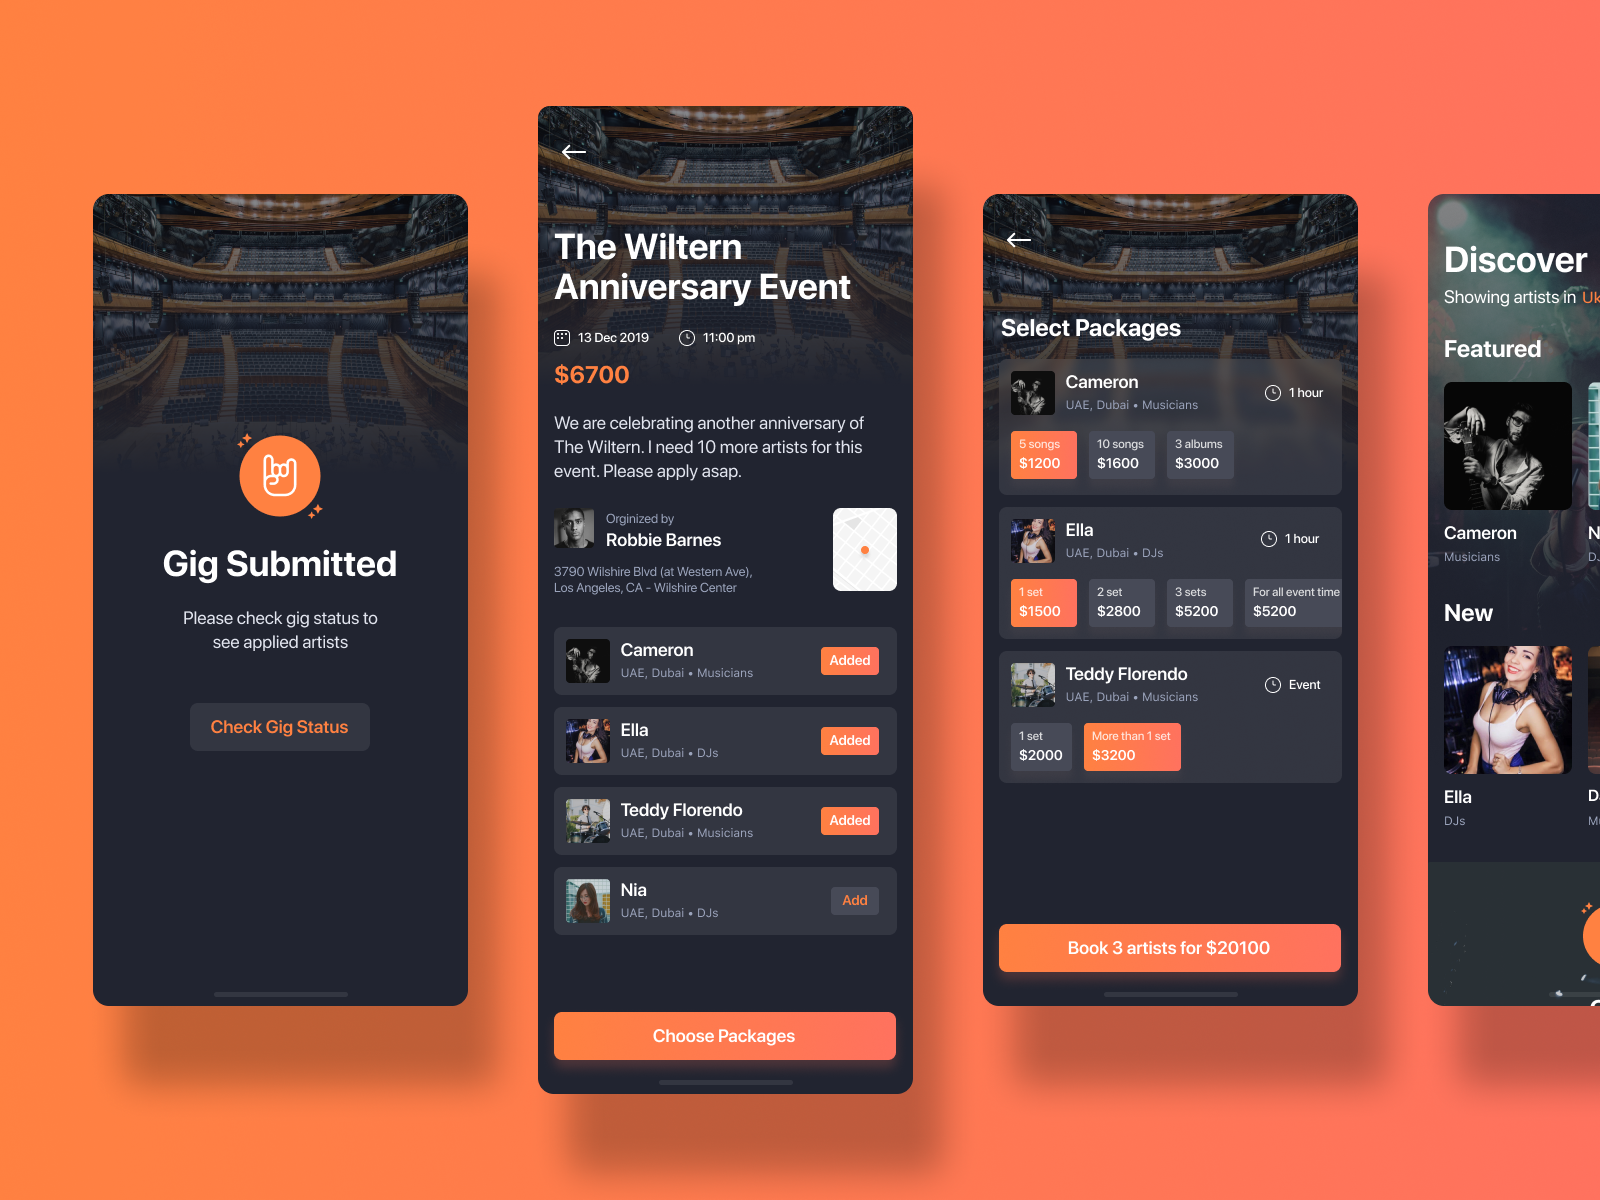 Gig Submitted
Please check gig status to
see applied artists
Check Gig Status
The Wiltern
Anniversary Event
13 Dec 2019
11:00 pm
$6700
We are celebrating another anniversary of
The Wiltern. I need 10 more artists for this
event. Please apply asap.
Orginized by
Robbie Barnes
3790 Wilshire Blvd (at Western Ave),
Los Angeles, CA - Wilshire Center
Cameron
UAE, Dubai • Musicians
Added
Ella
UAE, Dubai • DJs
Added
Teddy Florendo
UAE, Dubai • Musicians
Added
Nia
UAE, Dubai • DJs
Add
Choose Packages
Select Packages
Cameron
UAE, Dubai • Musicians
1 hour
5 songs
$1200
10 songs
$1600
3 albums
$3000
Ella
UAE, Dubai • DJs
1 hour
1 set
$1500
2 set
$2800
3 sets
$5200
For all event time
$5200
Teddy Florendo
UAE, Dubai • Musicians
Event
1 set
$2000
More than 1 set
$3200
Book 3 artists for $20100
Discover
Showing artists in Uk
Featured
Cameron
Musicians
New
Ella
DJs